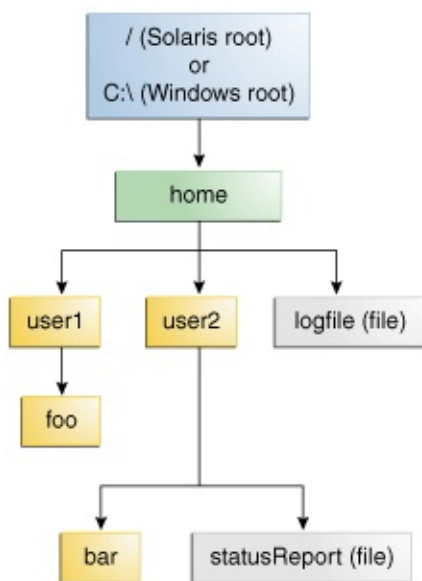 / (Solaris root)
or
C:\ (Windows root)
home
user1
user2
logfile (file)
foo
bar
statusReport (file)